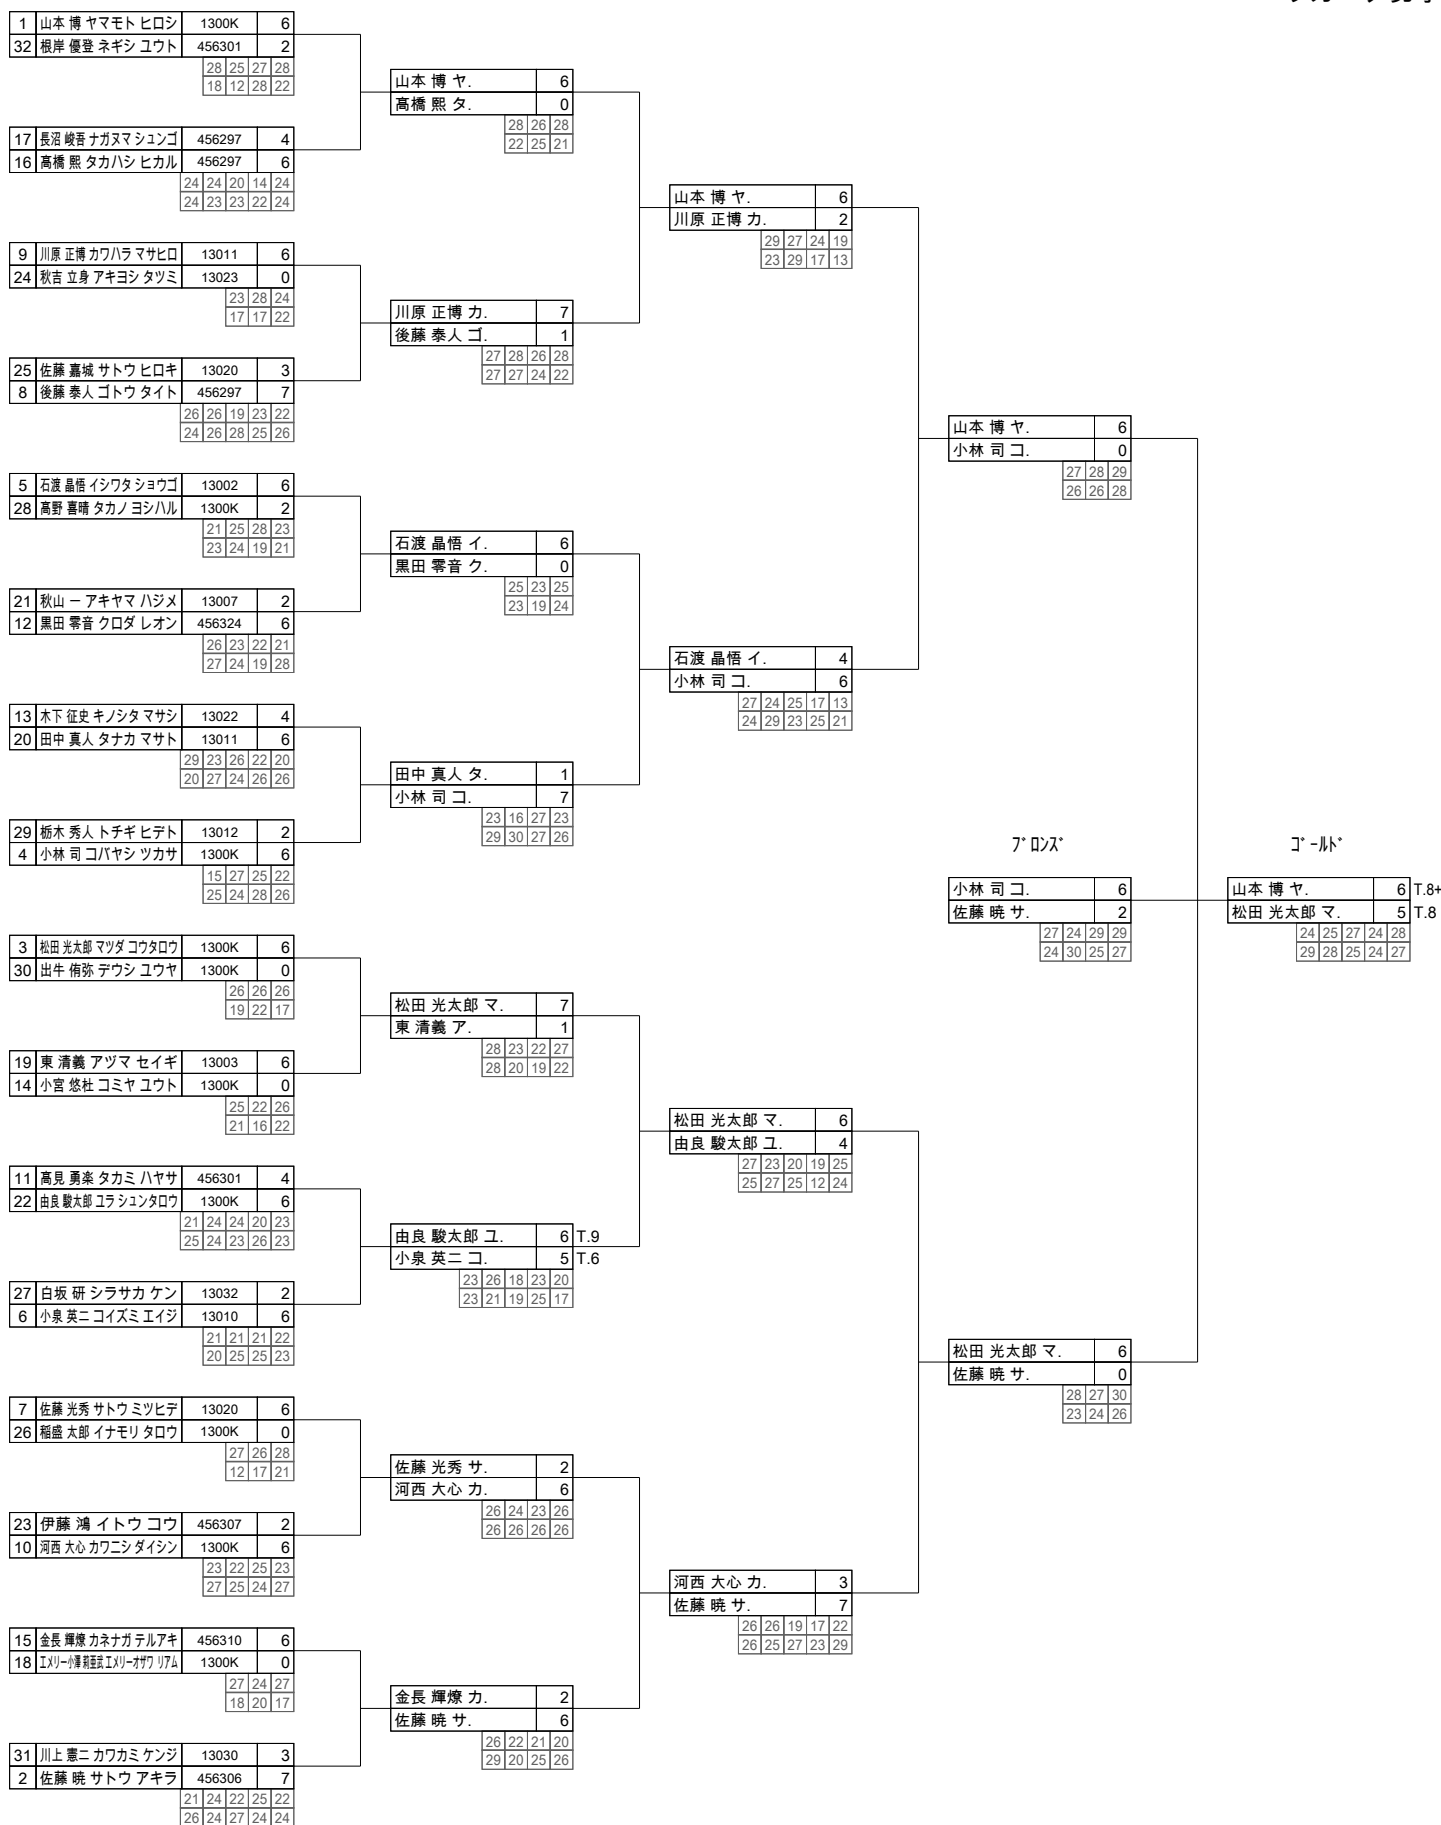 1 山本 博 ヤマモト ヒロシ 1300K 6
32 根岸 優登 ネギシ ユウト 456301 2
28 25 27 28
18 12 28 22
17 長沼 峻吾 ナガヌマ シュンゴ 456297 4
16 髙橋 熙 タカハシ ヒカル 456297 6
24 24 20 14 24
24 23 23 22 24
9 川原 正博 カワハラ マサヒロ 13011 6
24 秋吉 立身 アキヨシ タツミ 13023 0
23 28 24
17 17 22
25 佐藤 嘉城 サトウ ヒロキ 13020 3
8 後藤 泰人 ゴトウ タイト 456297 7
26 26 19 23 22
24 26 28 25 26
5 石渡 晶悟 イシワタ ショウゴ 13002 6
28 髙野 喜晴 タカノ ヨシハル 1300K 2
21 25 28 23
23 24 19 21
21 秋山 一 アキヤマ ハジメ 13007 2
12 黒田 零音 クロダ レオン 456324 6
26 23 22 21
27 24 19 28
13 木下 征史 キノシタ マサシ 13022 4
20 田中 真人 タナカ マサト 13011 6
29 23 26 22 20
20 27 24 26 26
29 栃木 秀人 トチギ ヒデト 13012 2
4 小林 司 コバヤシ ツカサ 1300K 6
15 27 25 22
25 24 28 26
3 松田 光太郎 マツダ コウタロウ 1300K 6
30 出牛 侑弥 デウシ ユウヤ 1300K 0
26 26 26
19 22 17
19 東 清義 アヅマ セイギ 13003 6
14 小宮 悠杜 コミヤ ユウト 1300K 0
25 22 26
21 16 22
11 髙見 勇楽 タカミ ハヤサ 456301 4
22 由良 駿太郎 ユラ シュンタロウ 1300K 6
21 24 24 20 23
25 24 23 26 23
27 白坂 研 シラサカ ケン 13032 2
6 小泉 英二 コイズミ エイジ 13010 6
21 21 21 22
20 25 25 23
7 佐藤 光秀 サトウ ミツヒデ 13020 6
26 稲盛 太郎 イナモリ タロウ 1300K 0
27 26 28
12 17 21
23 伊藤 鴻 イトウ コウ 456307 2
10 河西 大心 カワニシ ダイシン 1300K 6
23 22 25 23
27 25 24 27
15 金長 輝燎 カネナガ テルアキ 456310 6
18 エメリー小澤 莉亜武 エメリーオザワ リアム 1300K 0
27 24 27
18 20 17
31 川上 憲二 カワカミ ケンジ 13030 3
2 佐藤 暁 サトウ アキラ 456306 7
21 24 22 25 22
26 24 27 24 24
山本 博 ヤ. 6
髙橋 熙 タ. 0
28 26 28
22 25 21
川原 正博 カ. 7
後藤 泰人 ゴ. 1
27 28 26 28
27 27 24 22
石渡 晶悟 イ. 6
黒田 零音 ク. 0
25 23 25
23 19 24
田中 真人 タ. 1
小林 司 コ. 7
23 16 27 23
29 30 27 26
松田 光太郎 マ. 7
東 清義 ア. 1
28 23 22 27
28 20 19 22
由良 駿太郎 ユ. 6 T.9
小泉 英二 コ. 5 T.6
23 26 18 23 20
23 21 19 25 17
佐藤 光秀 サ. 2
河西 大心 カ. 6
26 24 23 26
26 26 26 26
金長 輝燎 カ. 2
佐藤 暁 サ. 6
26 22 21 20
29 20 25 26
山本 博 ヤ. 6
川原 正博 カ. 2
29 27 24 19
23 29 17 13
石渡 晶悟 イ. 4
小林 司 コ. 6
27 24 25 17 13
24 29 23 25 21
松田 光太郎 マ. 6
由良 駿太郎 ユ. 4
27 23 20 19 25
25 27 25 12 24
河西 大心 カ. 3
佐藤 暁 サ. 7
26 26 19 17 22
26 25 27 23 29
山本 博 ヤ. 6
小林 司 コ. 0
27 28 29
26 26 28
松田 光太郎 マ. 6
佐藤 暁 サ. 0
28 27 30
23 24 26
ﾌﾞﾛﾝｽﾞ
小林 司 コ. 6
佐藤 暁 サ. 2
27 24 29 29
24 30 25 27
ｺﾞｰﾙﾄﾞ
山本 博 ヤ. 6 T.8+
松田 光太郎 マ. 5 T.8
24 25 27 24 28
29 28 25 24 27